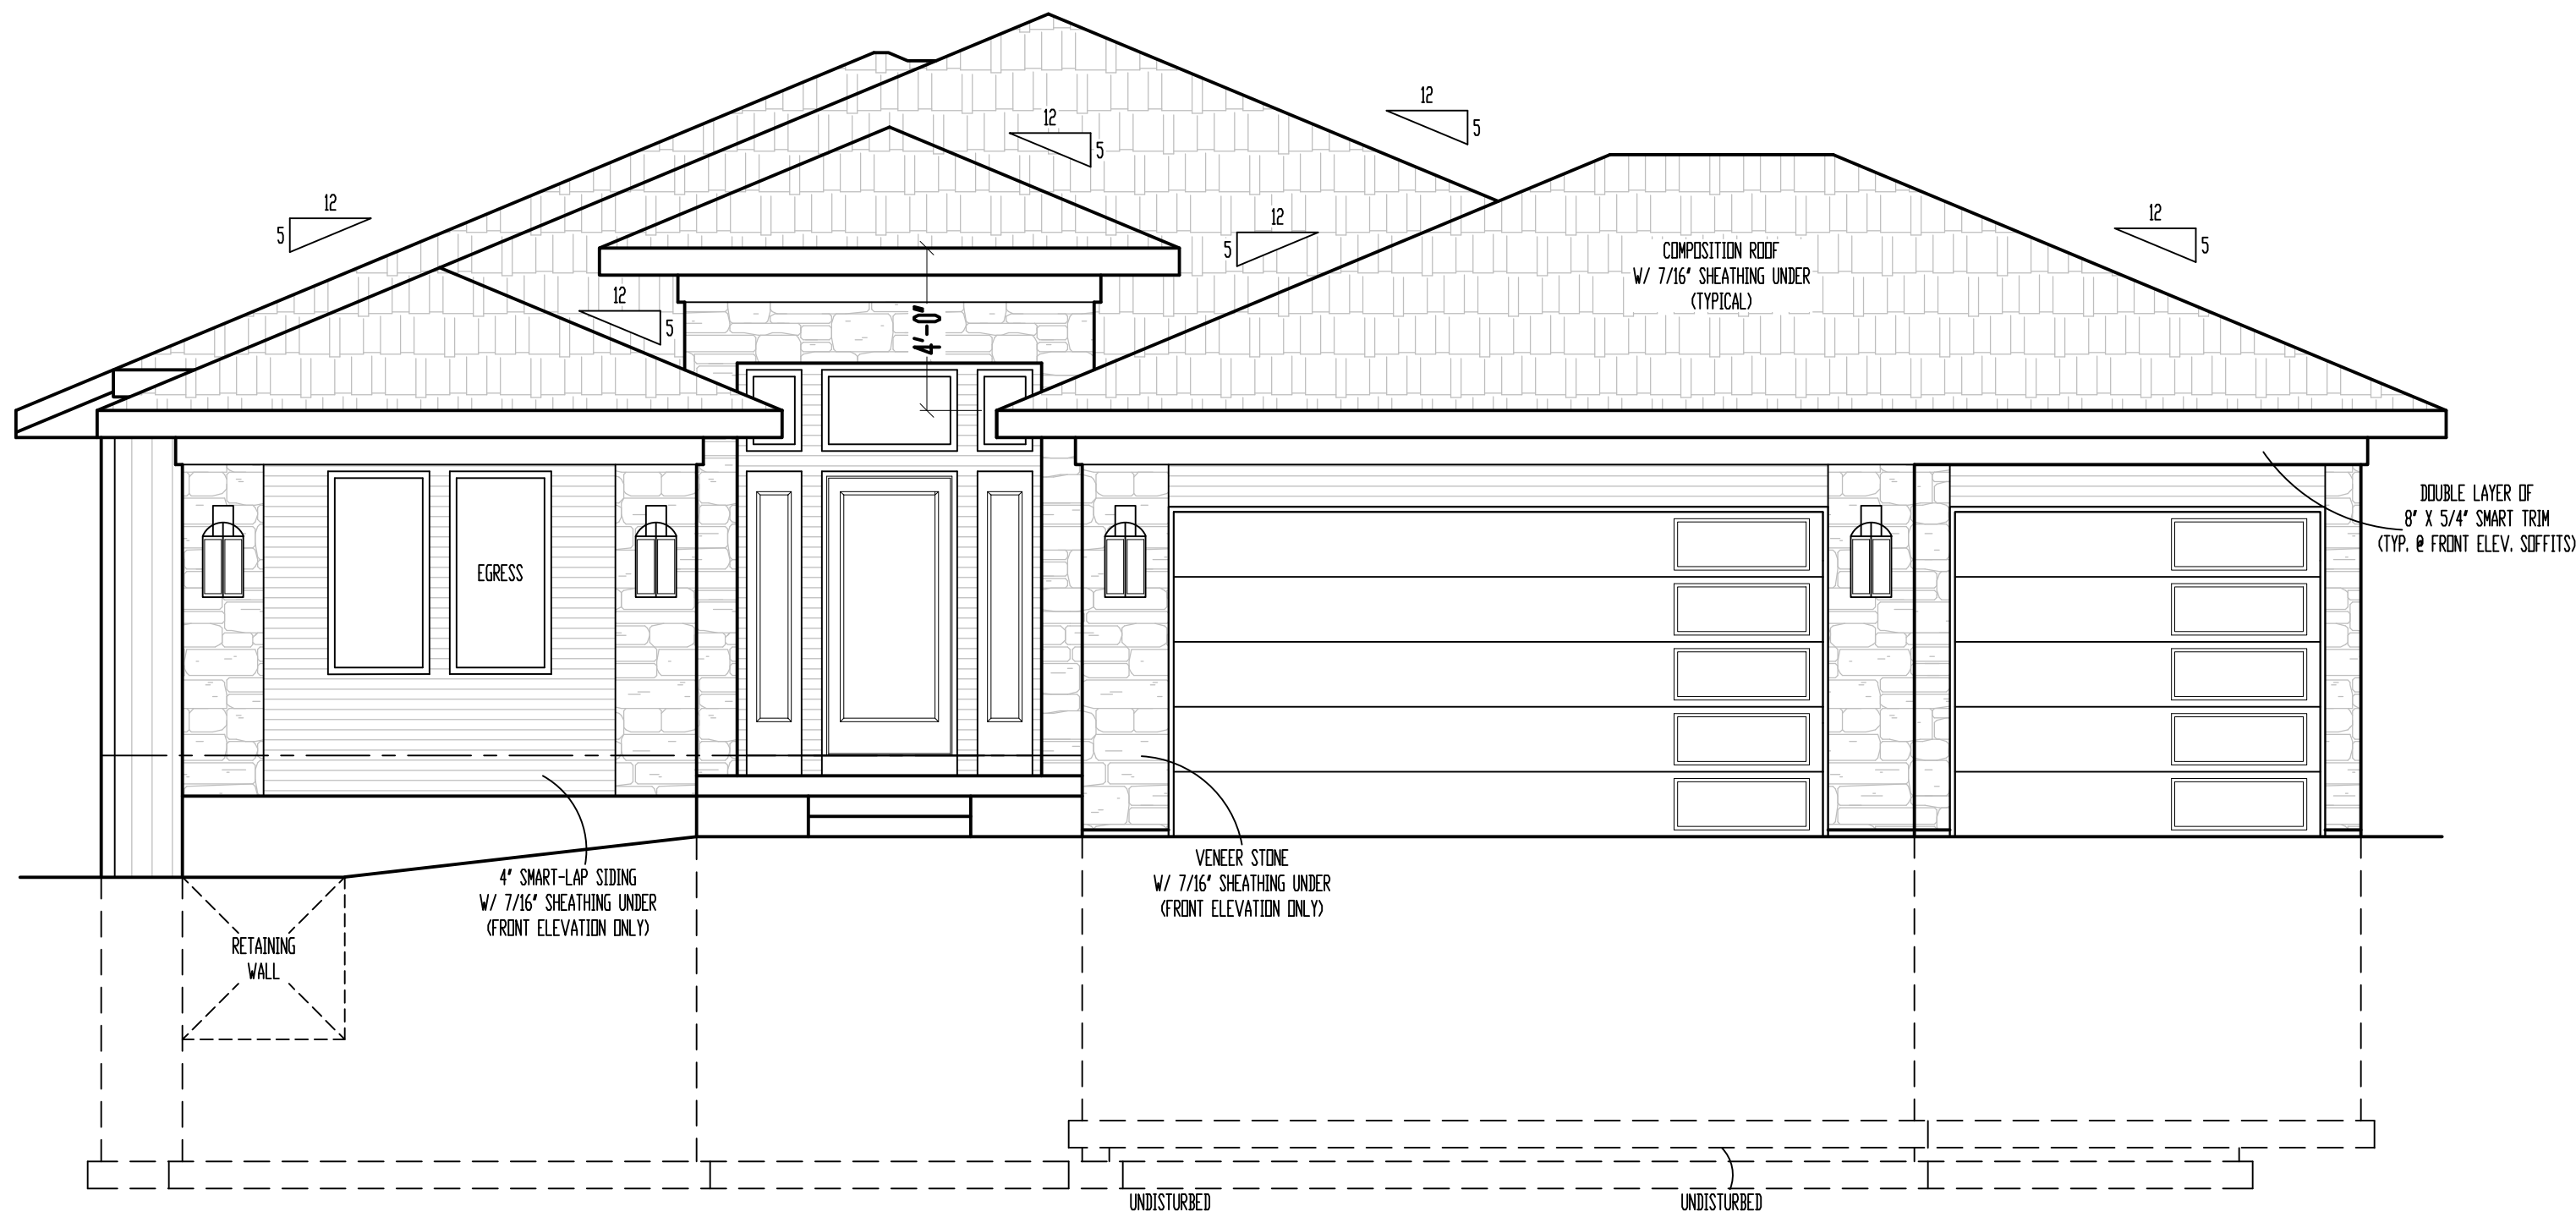 12
5
12
5
12
5
12
5
12
5
12
5
4'-0"
COMPOSITION ROOF
W/ 7/16" SHEATHING UNDER
(TYPICAL)
DOUBLE LAYER OF
8" X 5/4" SMART TRIM
(TYP. @ FRONT ELEV. SOFFITS)
EGRESS
4" SMART-LAP SIDING
W/ 7/16" SHEATHING UNDER
(FRONT ELEVATION ONLY)
VENEER STONE
W/ 7/16" SHEATHING UNDER
(FRONT ELEVATION ONLY)
RETAINING
WALL
UNDISTURBED
UNDISTURBED